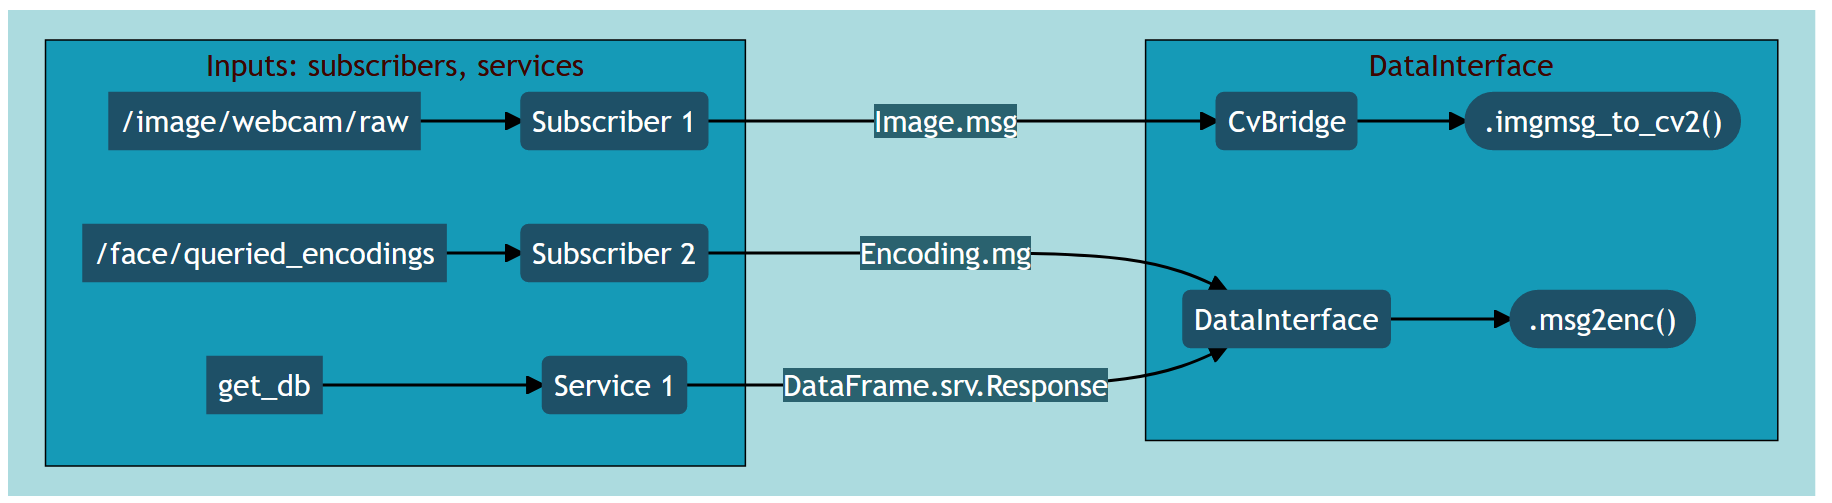 Inputs: subscribers, services
/image/webcam/raw
Subscriber 1
/face/queried_encodings
Subscriber 2
get_db
Service 1
Image.msg
Encoding.mg
DataFrame.srv.Response
DataInterface
CvBridge
.imgmsg_to_cv2()
DataInterface
.msg2enc()